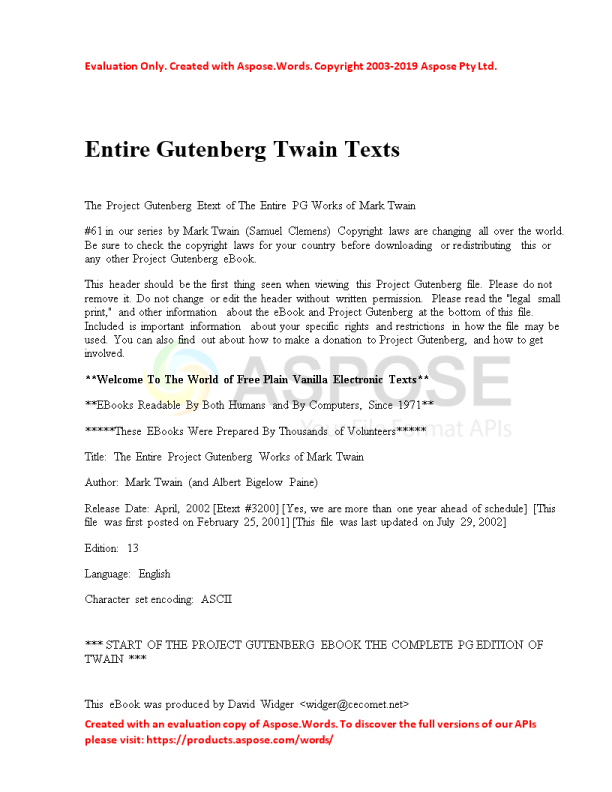 Evaluation Only. Created with Aspose.Words. Copyright 2003-2019 Aspose Pty Ltd.
Entire Gutenberg Twain Texts
The Project Gutenberg Etext of The Entire PG Works of Mark Twain
#61 in our series by Mark Twain (Samuel Clemens) Copyright laws are changing all over the world.
Be sure to check the copyright laws for your country before downloading or redistributing this or
any other Project Gutenberg eBook.
This header should be the first thing seen when viewing this Project Gutenberg file. Please do not
remove it. Do not change or edit the header without written permission. Please read the "legal small
print," and other information about the eBook and Project Gutenberg at the bottom of this file.
Included is important information about your specific rights and restrictions in how the file may be
used. You can also find out about how to make a donation to Project Gutenberg, and how to get
involved.
ASPOSE
**Welcome To The World of Free Plain Vanilla Electronic Texts**
**EBooks Readable By Both Humans and By Computers, Since 1971**
Your File Format APIs
*****These EBooks Were Prepared By Thousands of Volunteers*****
Title: The Entire Project Gutenberg Works of Mark Twain
Author: Mark Twain (and Albert Bigelow Paine)
Release Date: April, 2002 [Etext #3200] [Yes, we are more than one year ahead of schedule] [This
file was first posted on February 25, 2001] [This file was last updated on July 29, 2002]
Edition: 13
Language: English
Character set encoding: ASCII
*** START OF THE PROJECT GUTENBERG EBOOK THE COMPLETE PG EDITION OF
TWAIN ***
This eBook was produced by David Widger <widger@cecomet.net>
Created with an evaluation copy of Aspose.Words. To discover the full versions of our APIs
please visit: https://products.aspose.com/words/